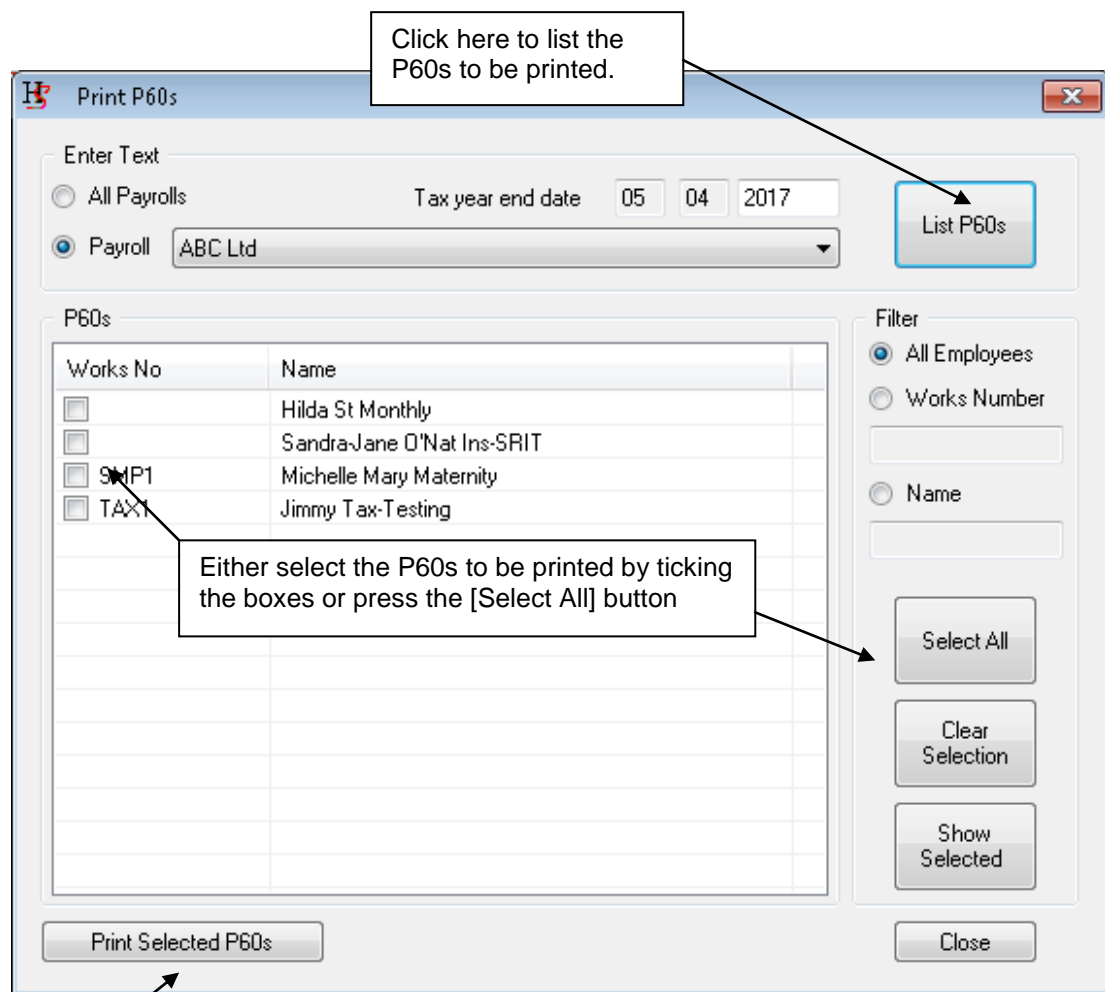 Click here to list the
P60s to be printed.
HS Print P60s
Enter Text
All Payrolls Tax year end date 05 04 2017
List P60s
Payroll ABC Ltd
P60s
Works No Name
Hilda St Monthly
Sandra-Jane O'Nat Ins-SRIT
SMP1 Michelle Mary Maternity
TAX1 Jimmy Tax-Testing
Filter
All Employees
Works Number
Name
Either select the P60s to be printed by ticking
the boxes or press the [Select All] button
Select All
Clear
Selection
Show
Selected
Print Selected P60s
Close